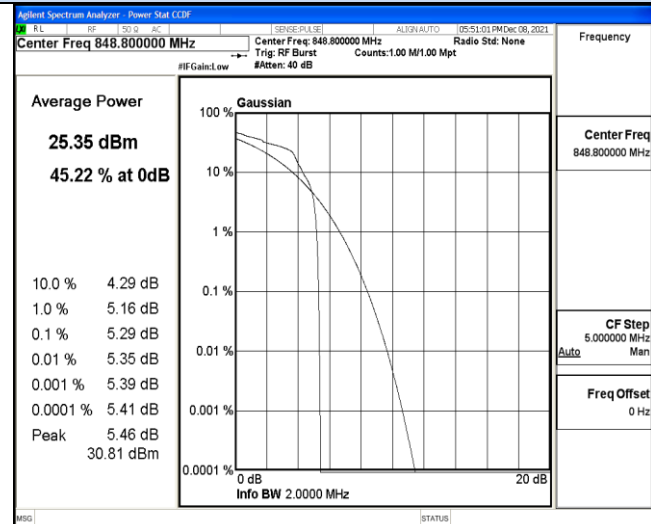 Agilent Spectrum Analyzer - Power Stat CCDF
RL RF 50 Ω AC SENSE:PULSE ALIGN AUTO 05:51:01 PM Dec 08, 2021
Center Freq 848.800000 MHz
Center Freq: 848.800000 MHz Radio Std: None
Trig: RF Burst Counts:1.00 M/1.00 Mpt
#IFGain:Low #Atten: 40 dB
Frequency
Average Power
25.35 dBm
45.22 % at 0dB
10.0 % 4.29 dB
1.0 % 5.16 dB
0.1 % 5.29 dB
0.01 % 5.35 dB
0.001 % 5.39 dB
0.0001 % 5.41 dB
Peak 5.46 dB
30.81 dBm
Gaussian
100 %
10 %
1 %
0.1 %
0.01 %
0.001 %
0.0001 %
0 dB 20 dB
Info BW 2.0000 MHz
Center Freq
848.800000 MHz
CF Step
5.000000 MHz
Auto Man
Freq Offset
0 Hz
MSG STATUS